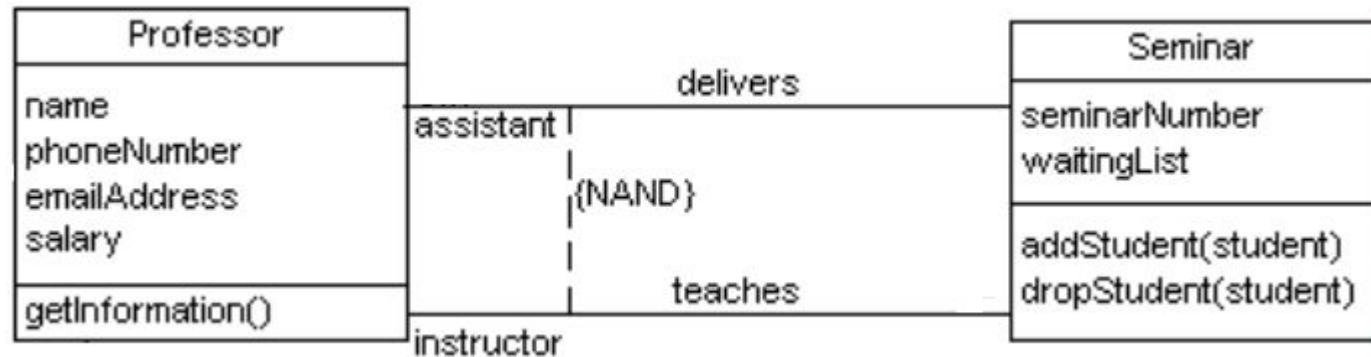 Professor
name
phoneNumber
emailAddress
salary
getInformation()
delivers
assistant
{NAND}
teaches
instructor
Seminar
seminarNumber
waitingList
addStudent(student)
dropStudent(student)